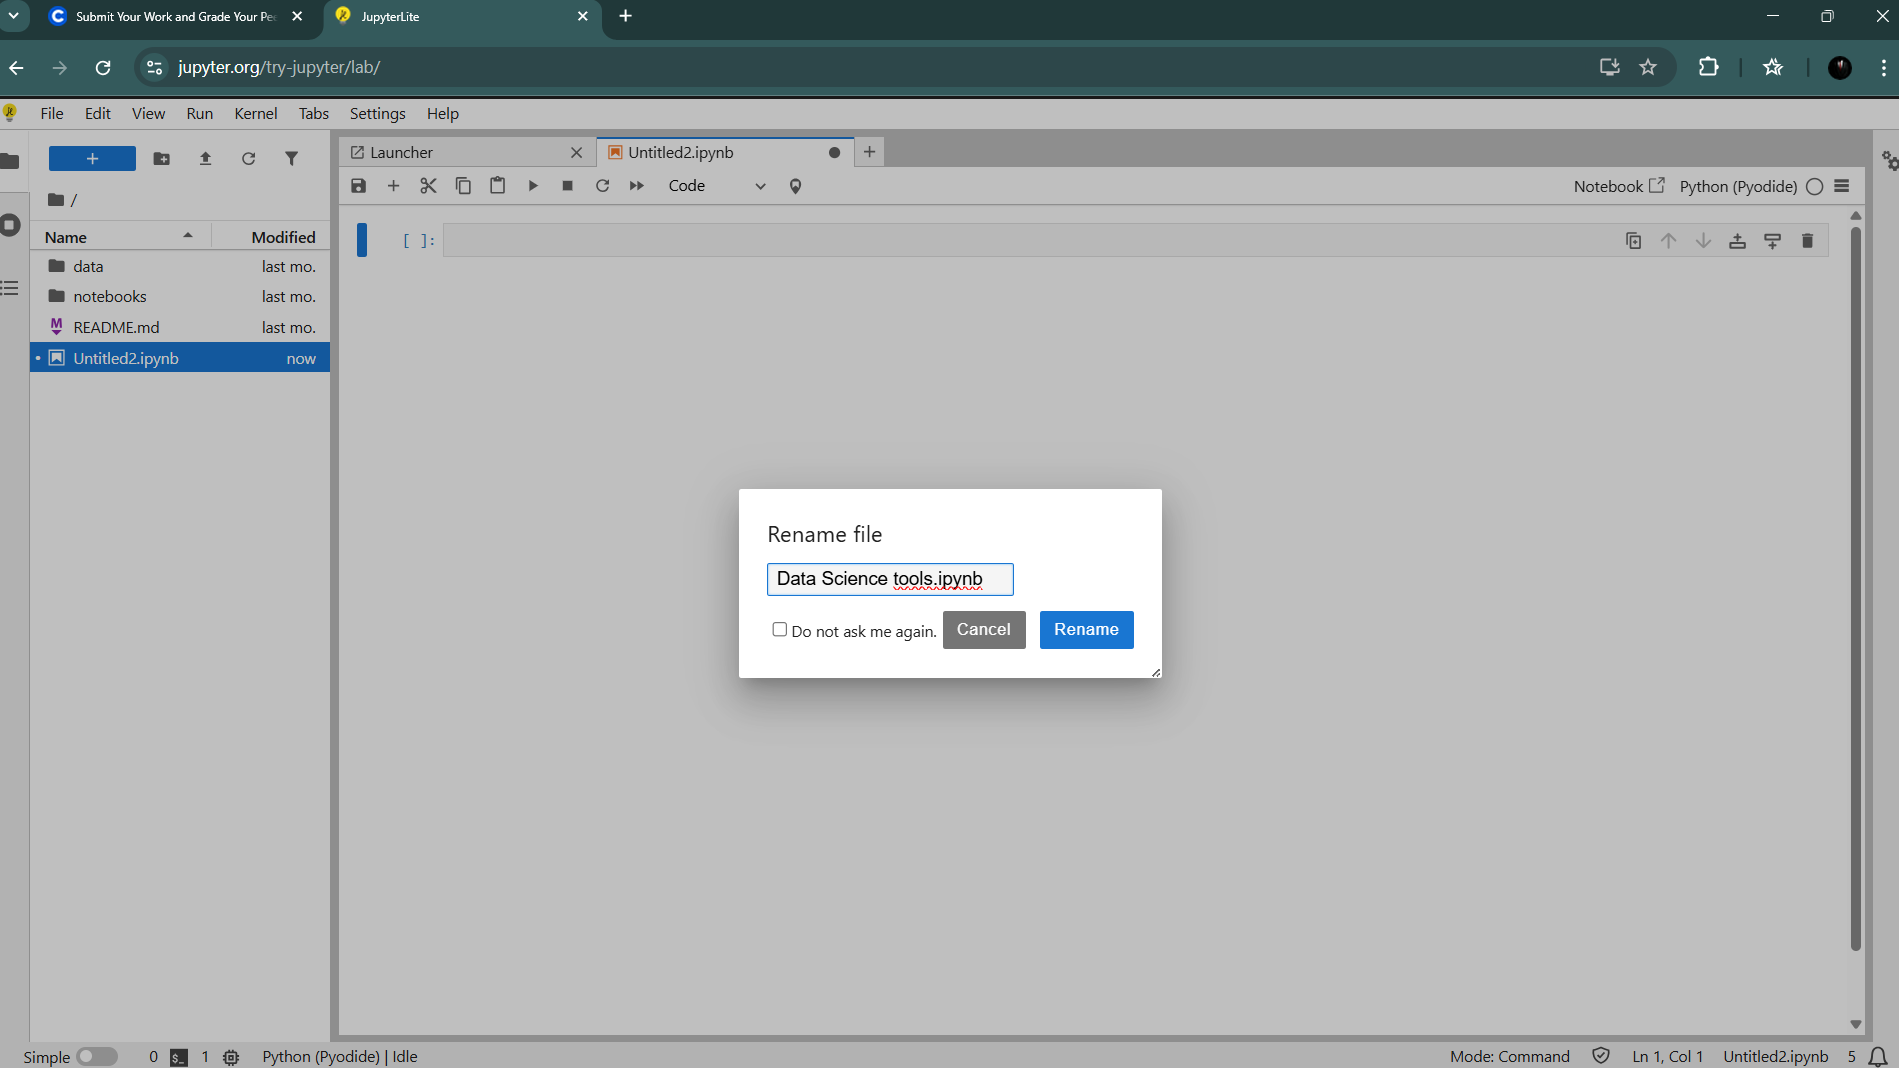 Submit Your Work and Grade Your Pe
JupyterLite
jupyter.org/try-jupyter/lab/
File Edit View Run Kernel Tabs Settings Help
Launcher
Untitled2.ipynb
Code
Notebook
Python (Pyodide)
/
Name Modified
data last mo.
notebooks last mo.
README.md last mo.
Untitled2.ipynb now
[ ]:
Rename file
Data Science tools.ipynb
Do not ask me again.
Cancel
Rename
Simple 0 1 Python (Pyodide) | Idle Mode: Command Ln 1, Col 1 Untitled2.ipynb 5